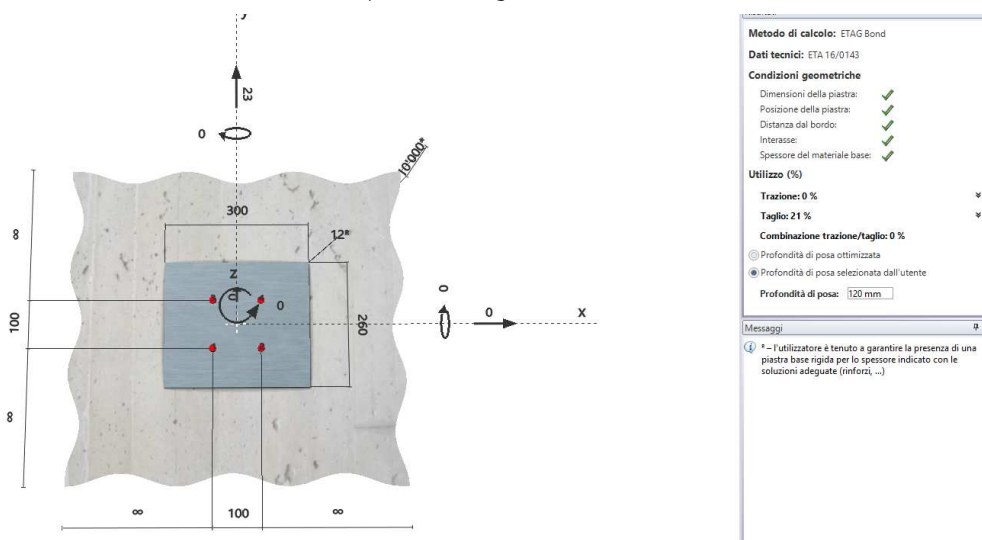 y
23
0
10'000*
300
8
12ᴿ
z
0
0
0
0
x
100
260
8
∞
100
∞
Metodo di calcolo: ETAG Bond
Dati tecnici: ETA 16/0143
Condizioni geometriche
Dimensioni della piastra:
Posizione della piastra:
Distanza dal bordo:
Interasse:
Spessore del materiale base:
Utilizzo (%)
Trazione: 0 %
Taglio: 21 %
Combinazione trazione/taglio: 0 %
Profondità di posa ottimizzata
Profondità di posa selezionata dall'utente
Profondità di posa: 120 mm
Messaggi
ᴿ – l'utilizzatore è tenuto a garantire la presenza di una
piastra base rigida per lo spessore indicato con le
soluzioni adeguate (rinforzi, ...)